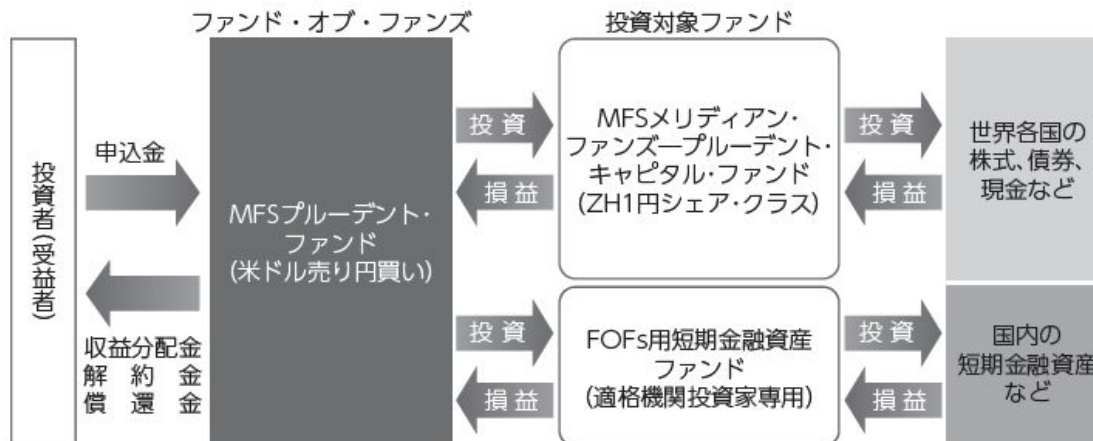 ファンド・オブ・ファンズ
投資対象ファンド
投資者(受益者)
申込金
収益分配金
解約金
償還金
MFSプルーデント・
ファンド
(米ドル売り円買い)
投資
損益
MFSメリディアン・
ファンズ―プルーデント・
キャピタル・ファンド
(ZH1円シェア・クラス)
投資
損益
世界各国の
株式、債券、
現金など
投資
損益
FOFs用短期金融資産
ファンド
(適格機関投資家専用)
投資
損益
国内の
短期金融資産
など